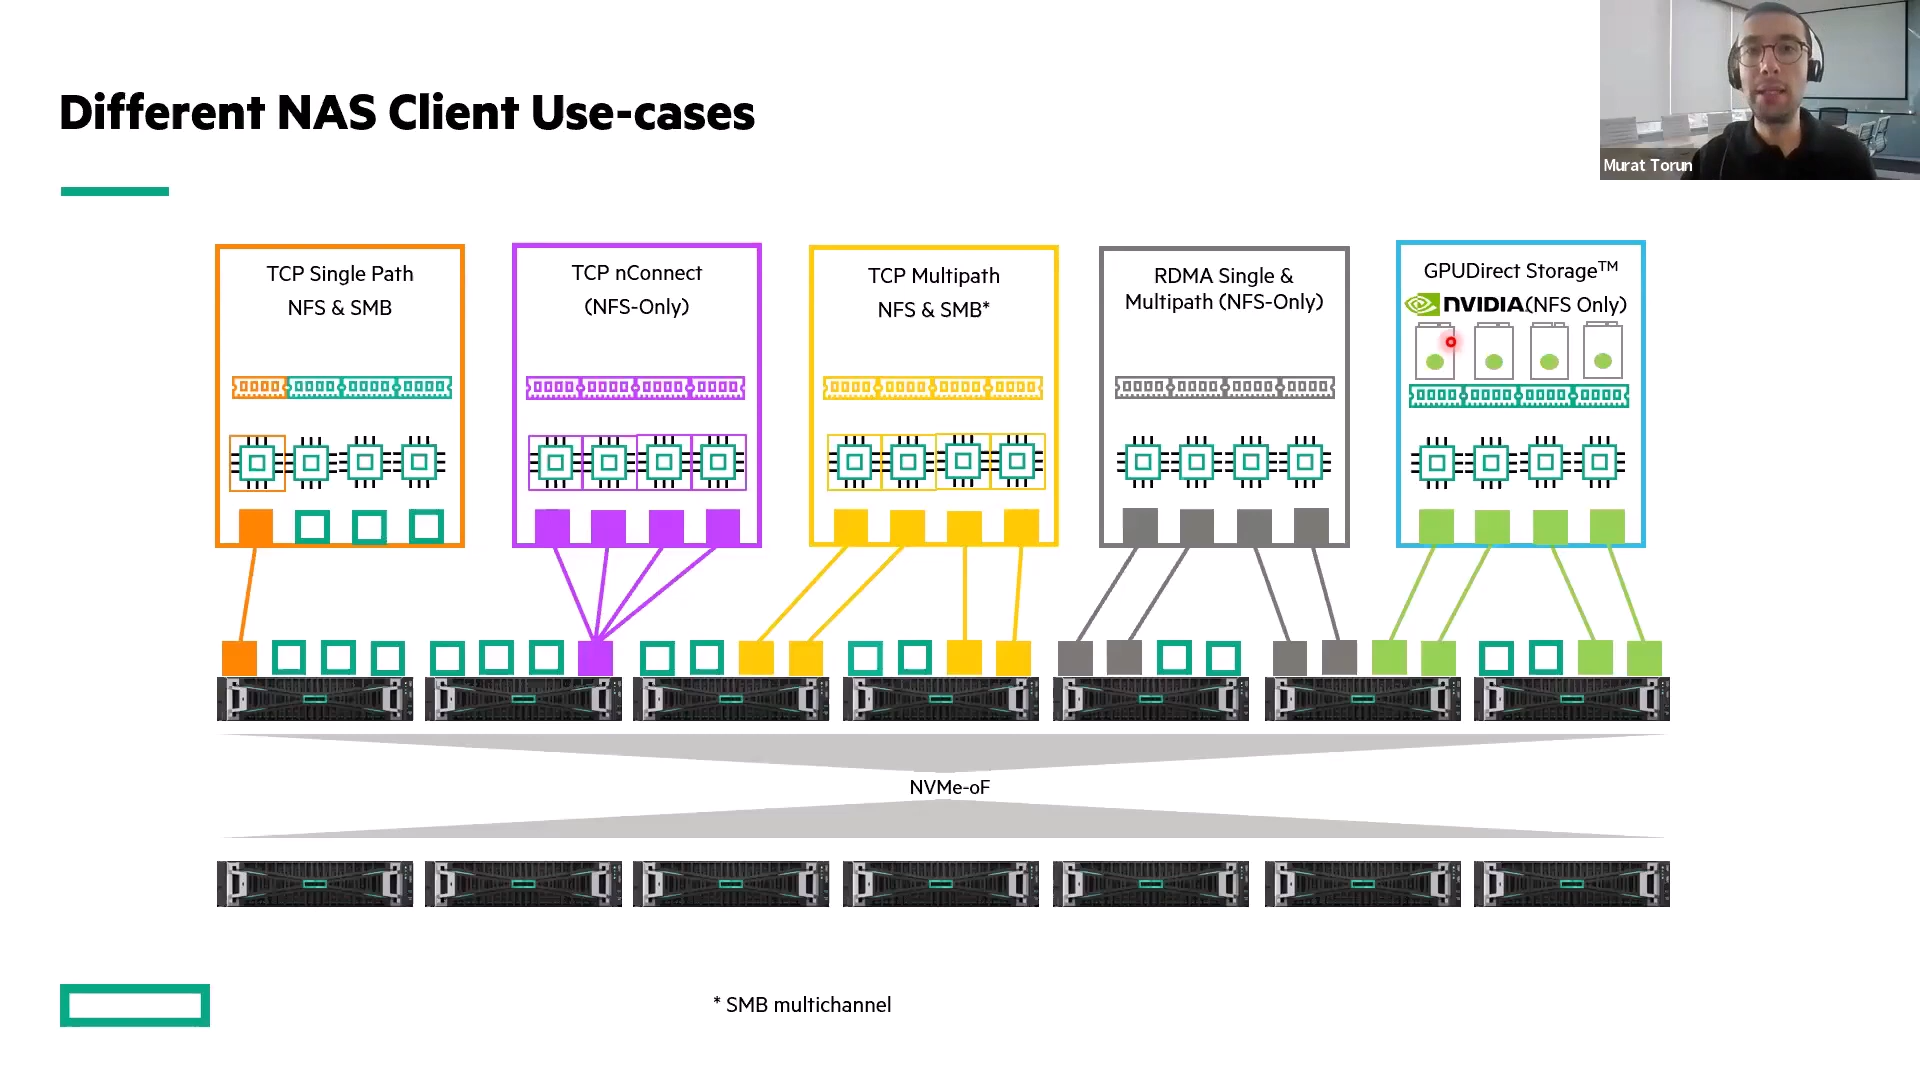 Different NAS Client Use-cases
Murat Torun
TCP Single Path
NFS & SMB
TCP nConnect
(NFS-Only)
TCP Multipath
NFS & SMB*
RDMA Single &
Multipath (NFS-Only)
GPUDirect Storage™
NVIDIA(NFS Only)
NVMe-oF
* SMB multichannel